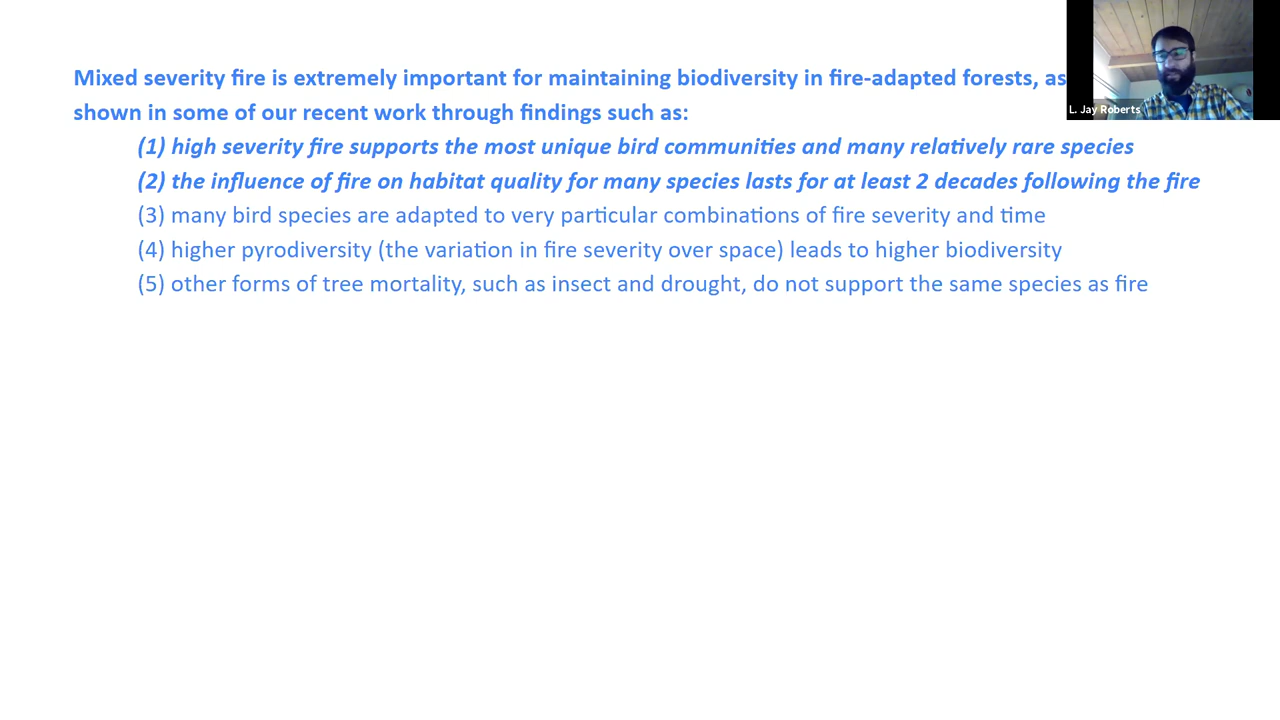 Mixed severity fire is extremely important for maintaining biodiversity in fire-adapted forests, as
shown in some of our recent work through findings such as:
(1) high severity fire supports the most unique bird communities and many relatively rare species
(2) the influence of fire on habitat quality for many species lasts for at least 2 decades following the fire
(3) many bird species are adapted to very particular combinations of fire severity and time
(4) higher pyrodiversity (the variation in fire severity over space) leads to higher biodiversity
(5) other forms of tree mortality, such as insect and drought, do not support the same species as fire
L. Jay Roberts